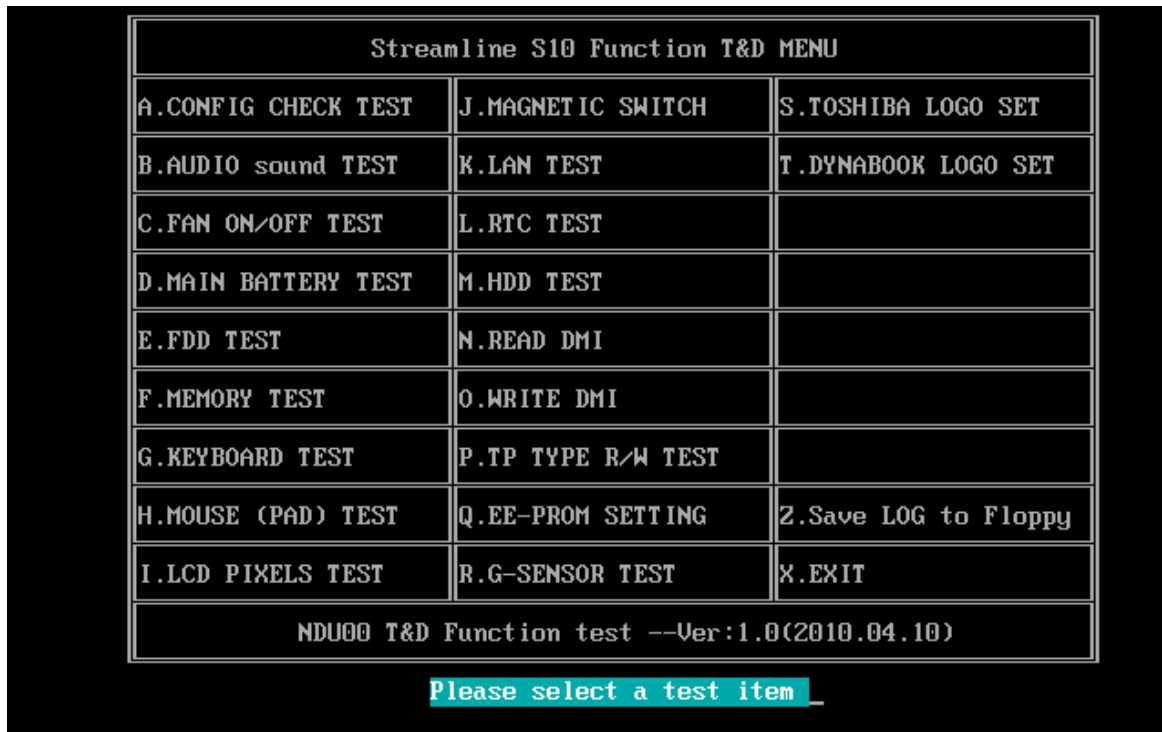 Streamline S10 Function T&D MENU
A.CONFIG CHECK TEST J.MAGNETIC SWITCH S.TOSHIBA LOGO SET
B.AUDIO sound TEST K.LAN TEST T.DYNABOOK LOGO SET
C.FAN ON/OFF TEST L.RTC TEST
D.MAIN BATTERY TEST M.HDD TEST
E.FDD TEST N.READ DMI
F.MEMORY TEST O.WRITE DMI
G.KEYBOARD TEST P.TP TYPE R/W TEST
H.MOUSE (PAD) TEST Q.EE-PROM SETTING Z.Save LOG to Floppy
I.LCD PIXELS TEST R.G-SENSOR TEST X.EXIT
NDU00 T&D Function test --Ver:1.0(2010.04.10)
Please select a test item _